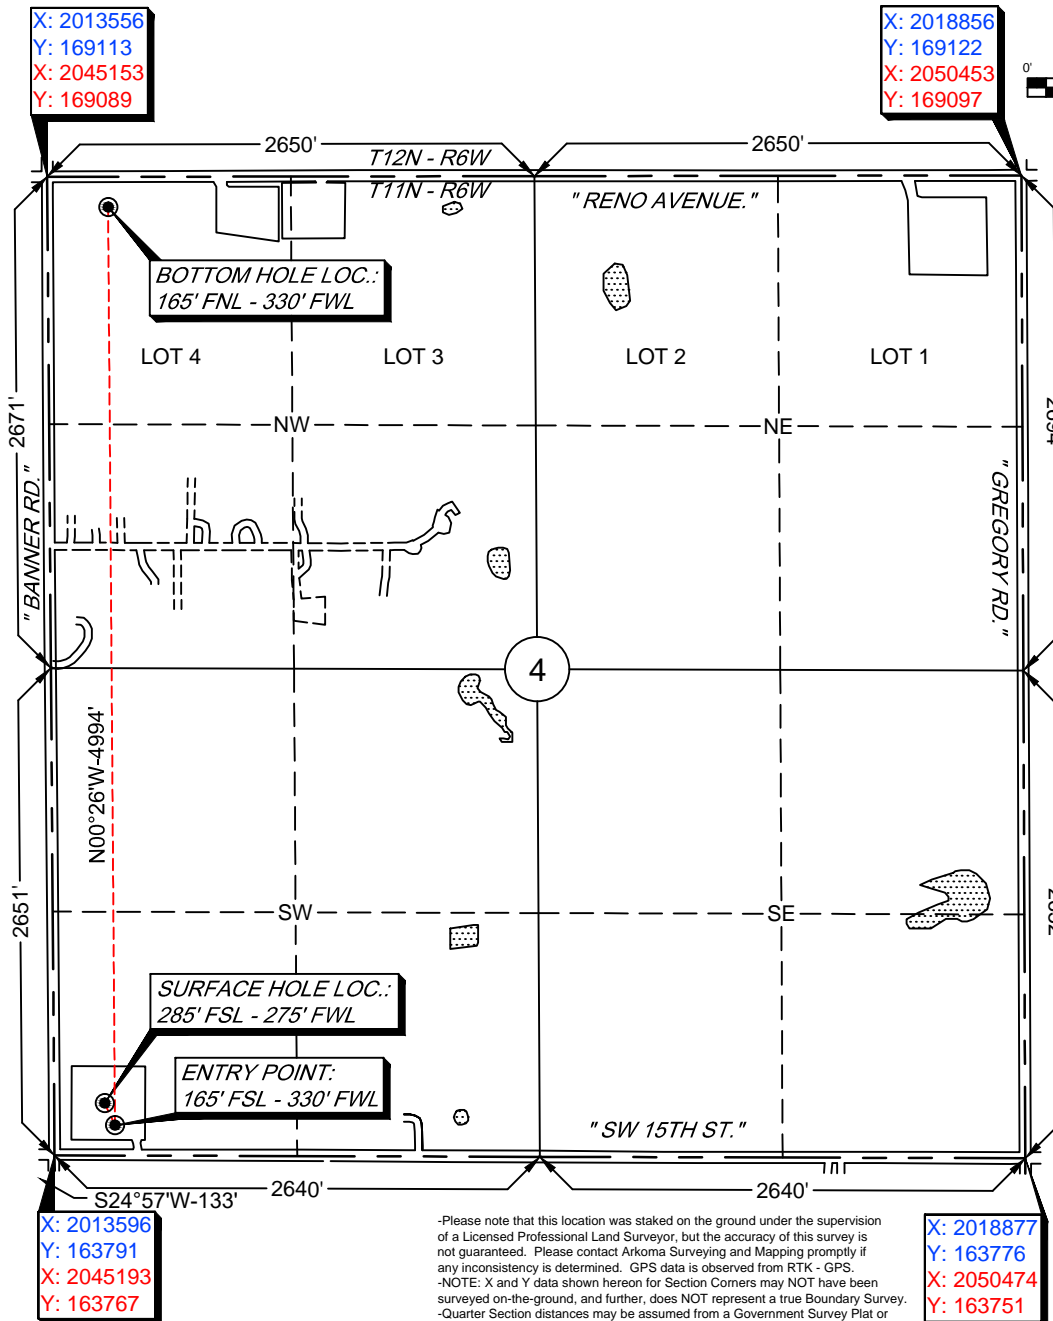 X: 2013556
Y: 169113
X: 2045153
Y: 169089
X: 2018856
Y: 169122
X: 2050453
Y: 169097
0'
2650'
2650'
T12N - R6W
T11N - R6W
" RENO AVENUE."
BOTTOM HOLE LOC.:
165' FNL - 330' FWL
LOT 4
LOT 3
LOT 2
LOT 1
2671'
NW
NE
" BANNER RD."
" GREGORY RD."
4
N00°26'W-4994'
2651'
SW
SE
SURFACE HOLE LOC.:
285' FSL - 275' FWL
ENTRY POINT:
165' FSL - 330' FWL
" SW 15TH ST."
S24°57'W-133'
2640'
2640'
X: 2013596
Y: 163791
X: 2045193
Y: 163767
-Please note that this location was staked on the ground under the supervision
of a Licensed Professional Land Surveyor, but the accuracy of this survey is
not guaranteed. Please contact Arkoma Surveying and Mapping promptly if
any inconsistency is determined. GPS data is observed from RTK - GPS.
-NOTE: X and Y data shown hereon for Section Corners may NOT have been
surveyed on-the-ground, and further, does NOT represent a true Boundary Survey.
-Quarter Section distances may be assumed from a Government Survey Plat or
X: 2018877
Y: 163776
X: 2050474
Y: 163751